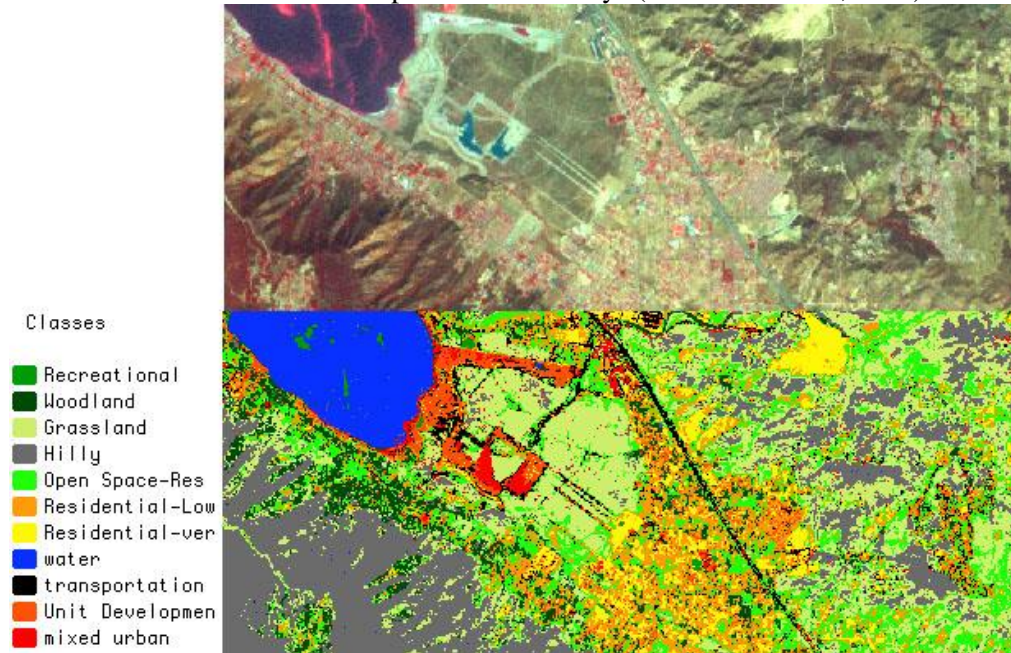 Classes
Recreational
Woodland
Grassland
Hilly
Open Space-Res
Residential-Low
Residential-ver
water
transportation
Unit Developmen
mixed urban